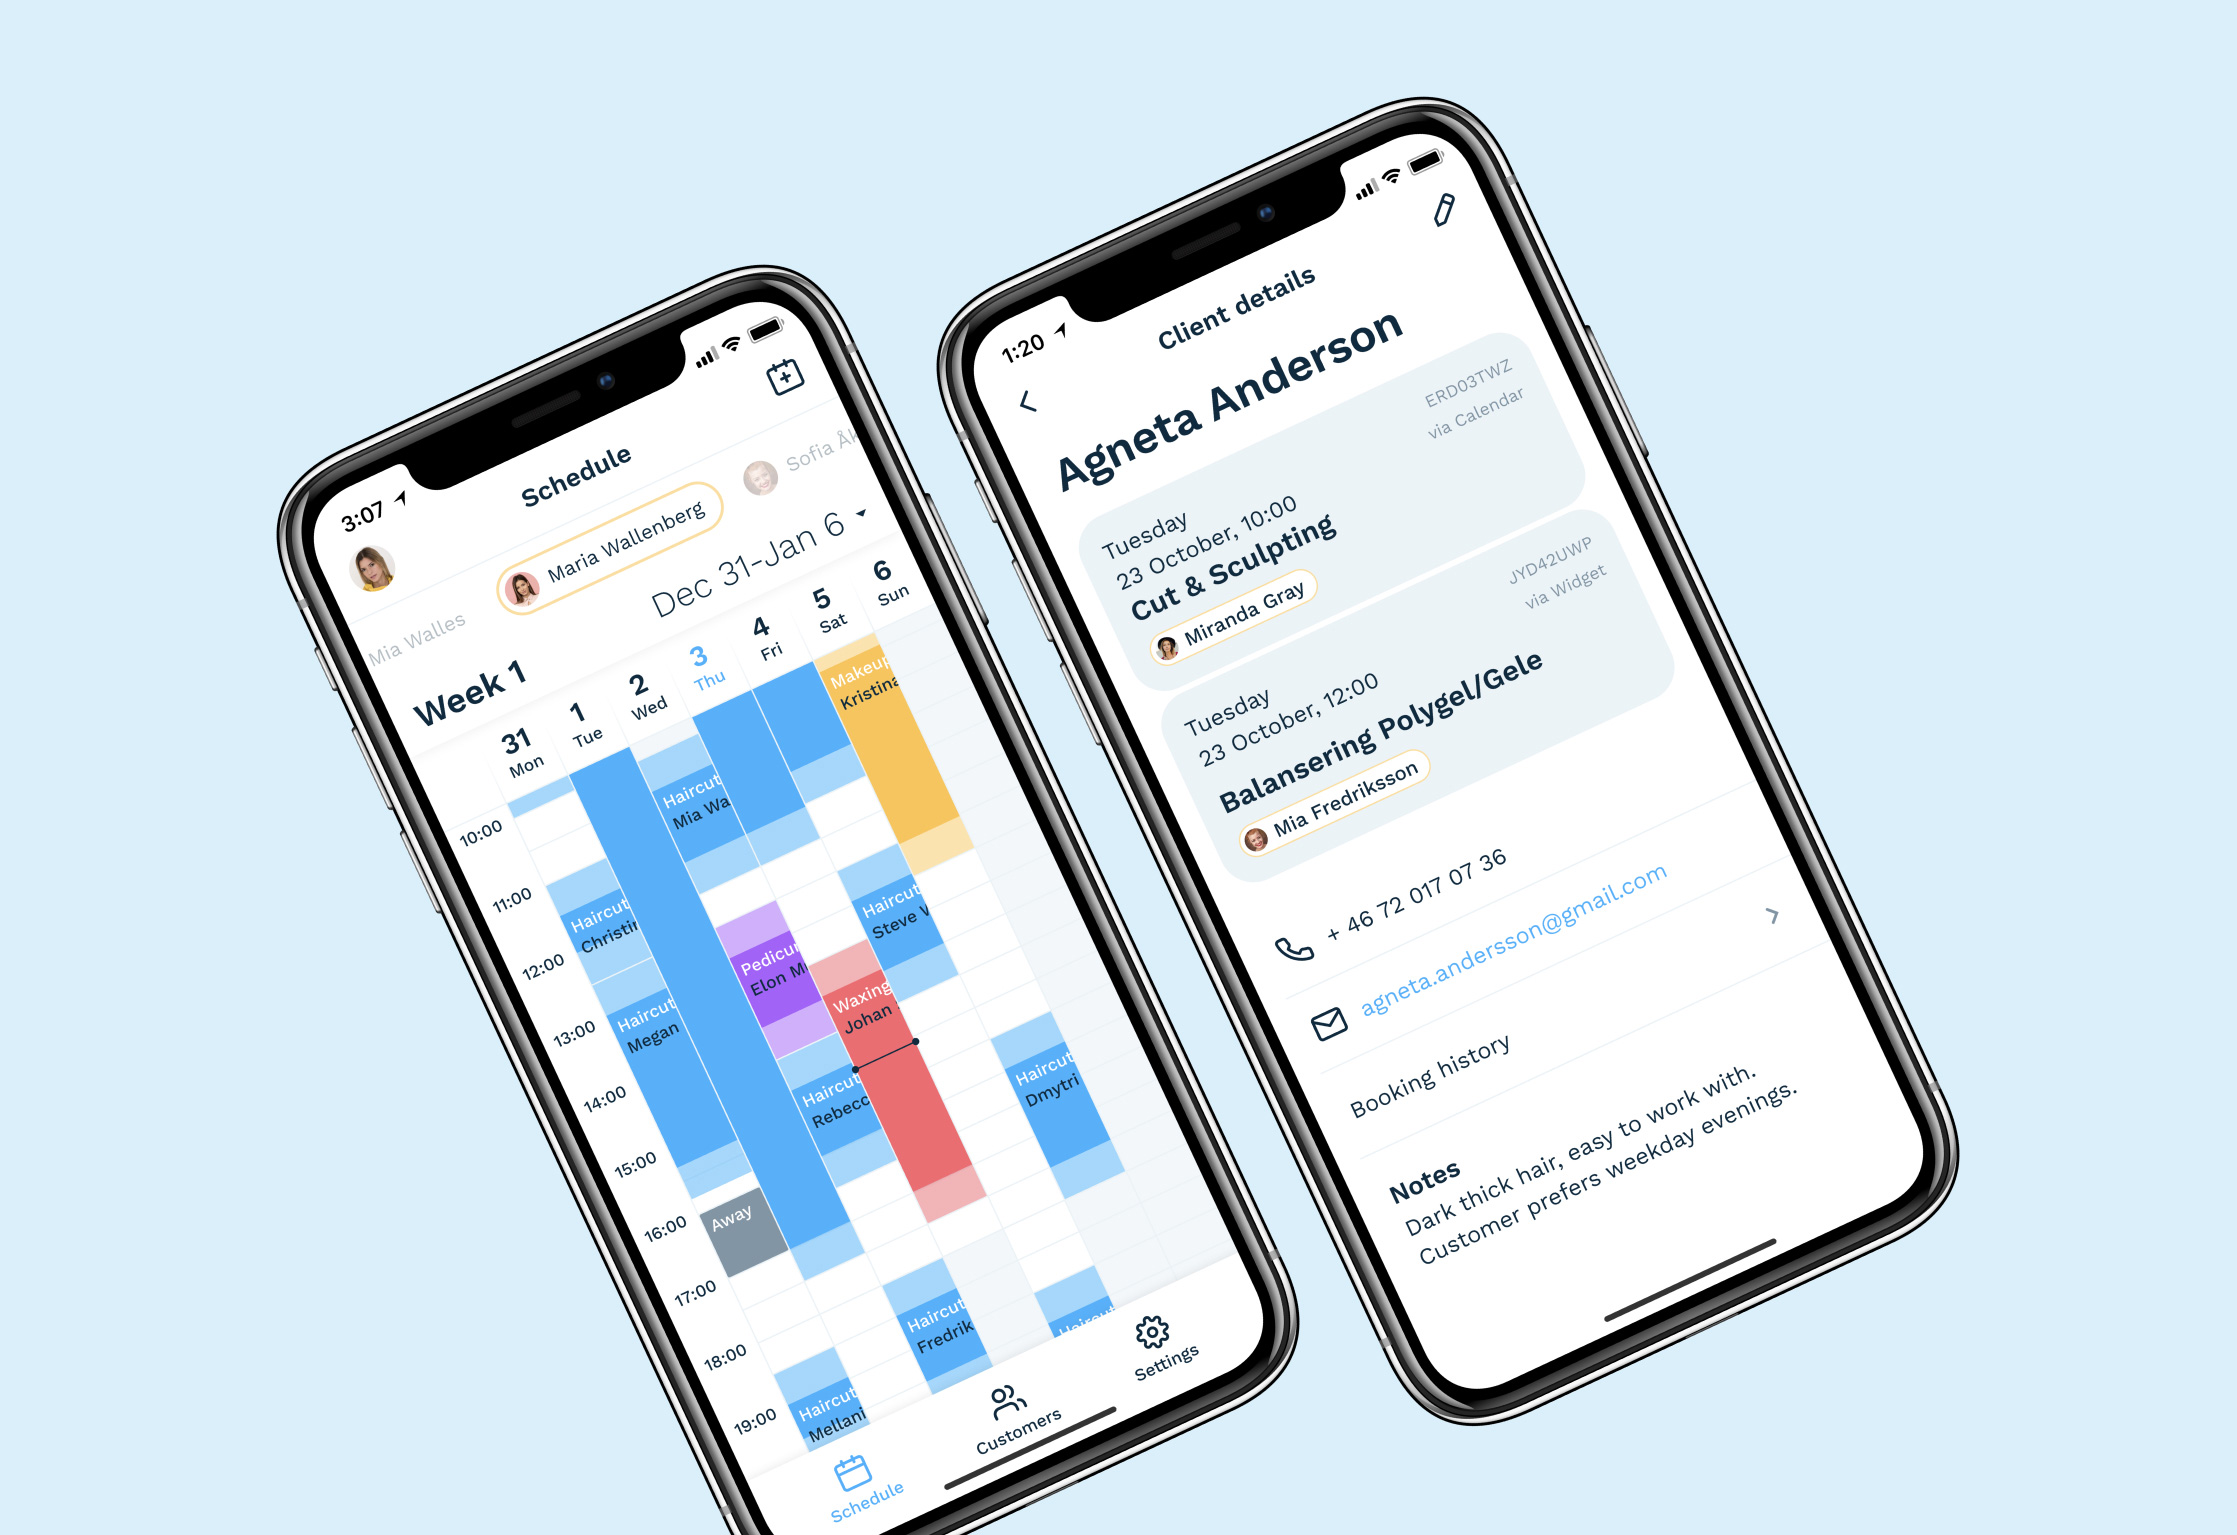 3:07
Schedule
Mia Walles
Maria Wallenberg
Sofia
Week 1
Dec 31-Jan 6
31
Mon
1
Tue
2
Wed
3
Thu
4
Fri
5
Sat
6
Sun
10:00
11:00
12:00
13:00
14:00
15:00
16:00
17:00
18:00
19:00
Haircut
Christin
Haircut
Megan
Away
Haircut
Mellani
Haircut
Mia Wa
Pedicur
Elon M
Haircut
Rebecc
Haircut
Fredrik
Waxing
Johan
Haircut
Steve
Haircut
Dmytri
Haircut
Makeup
Kristina
Schedule
Customers
Settings
1:20
Client details
Agneta Anderson
ERD03TWZ
via Calendar
Tuesday
23 October, 10:00
Cut & Sculpting
Miranda Gray
JYD42UWP
via Widget
Tuesday
23 October, 12:00
Balansering Polygel/Gele
Mia Fredriksson
+ 46 72 017 07 36
agneta.andersson@gmail.com
Booking history
Notes
Dark thick hair, easy to work with.
Customer prefers weekday evenings.